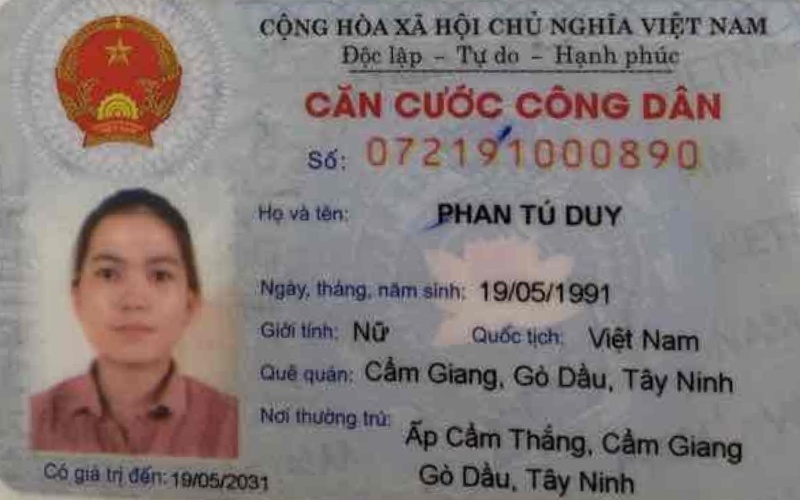 CỘNG HÒA XÃ HỘI CHỦ NGHĨA VIỆT NAM
Độc lập – Tự do – Hạnh phúc
CĂN CƯỚC CÔNG DÂN
Số: 072191000890
Họ và tên: PHAN TÚ DUY
Ngày, tháng, năm sinh: 19/05/1991
Giới tính: Nữ Quốc tịch: Việt Nam
Quê quán: Cẩm Giang, Gò Dầu, Tây Ninh
Nơi thường trú: Ấp Cẩm Thắng, Cẩm Giang
Gò Dầu, Tây Ninh
Có giá trị đến: 19/05/2031